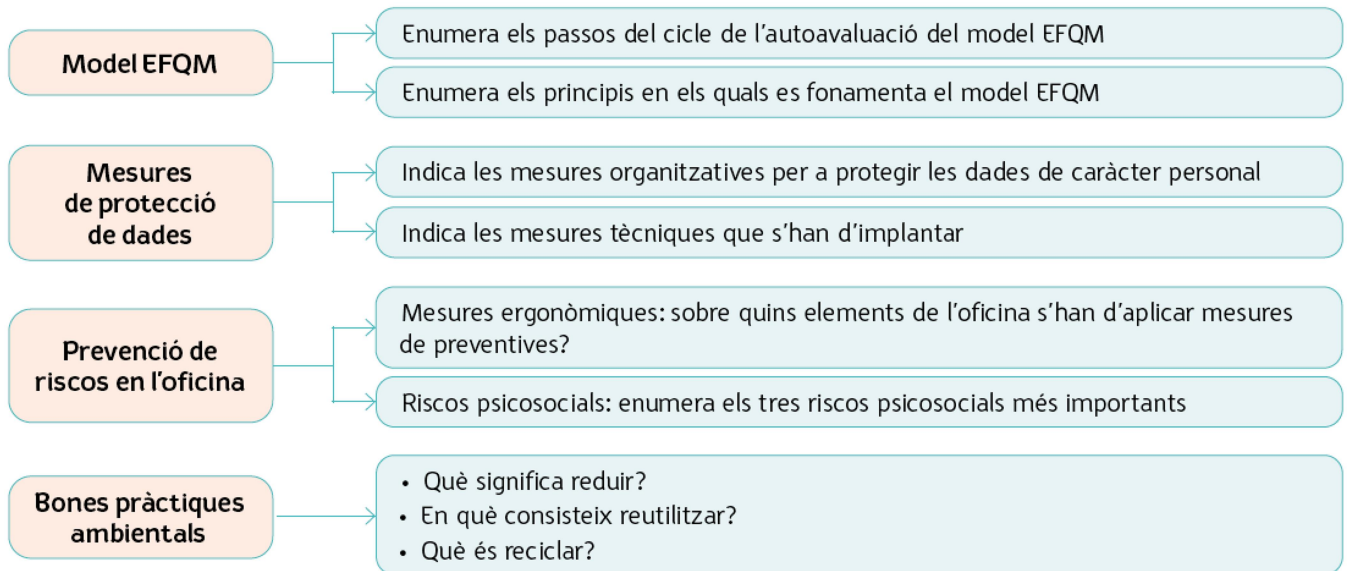 Model EFQM
Enumera els passos del cicle de l'autoavaluació del model EFQM
Enumera els principis en els quals es fonamenta el model EFQM
Mesures
de protecció
de dades
Indica les mesures organitzatives per a protegir les dades de caràcter personal
Indica les mesures tècniques que s'han d'implantar
Prevenció de
riscos en l'oficina
Mesures ergonòmiques: sobre quins elements de l'oficina s'han d'aplicar mesures
de preventives?
Riscos psicosocials: enumera els tres riscos psicosocials més importants
Bones pràctiques
ambientals
• Què significa reduir?
• En què consisteix reutilitzar?
• Què és reciclar?